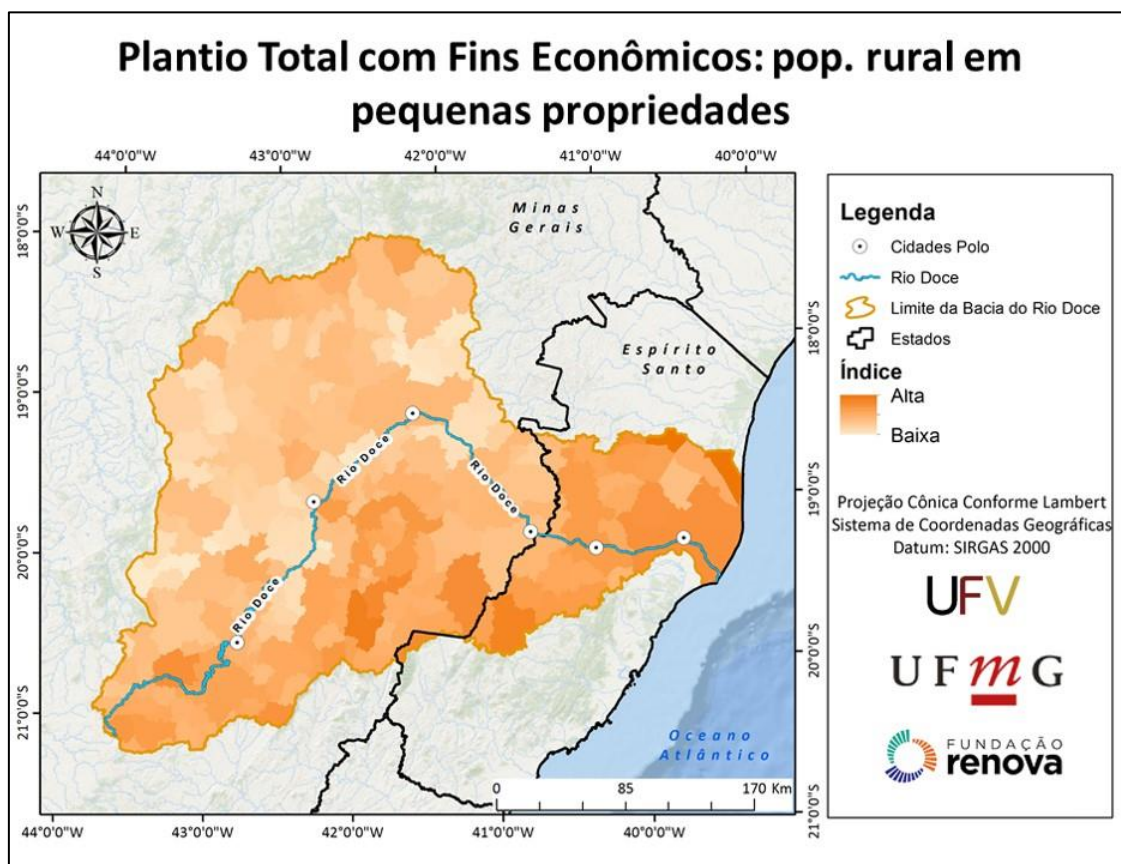 Plantio Total com Fins Econômicos: pop. rural em
pequenas propriedades
44°0'0"W 43°0'0"W 42°0'0"W 41°0'0"W 40°0'0"W
N
W E
S
18°0'0"S
19°0'0"S
20°0'0"S
21°0'0"S
Minas
Gerais
Espírito
Santo
Rio Doce
Rio Doce
Rio Doce
Oceano
Atlântico
0 85 170 Km
18°0'0"S
19°0'0"S
20°0'0"S
21°0'0"S
44°0'0"W 43°0'0"W 42°0'0"W 41°0'0"W 40°0'0"W
Legenda
Cidades Polo
Rio Doce
Limite da Bacia do Rio Doce
Estados
Índice
Alta
Baixa
Projeção Cônica Conforme Lambert
Sistema de Coordenadas Geográficas
Datum: SIRGAS 2000
UFV
UFmG
FUNDAÇÃO
renova